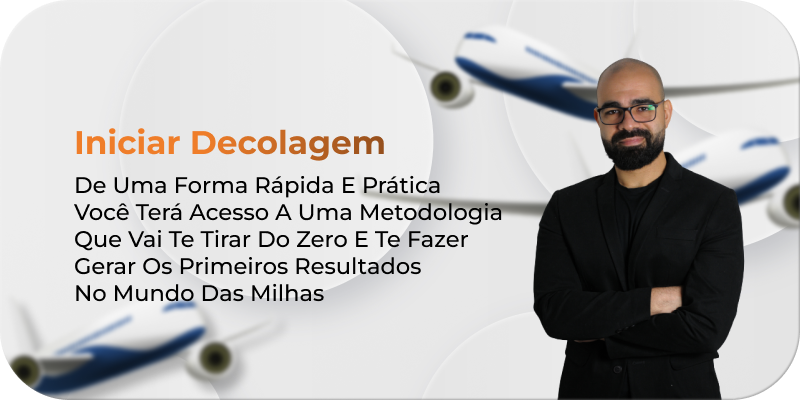 Iniciar Decolagem
De Uma Forma Rápida E Prática
Você Terá Acesso A Uma Metodologia
Que Vai Te Tirar Do Zero E Te Fazer
Gerar Os Primeiros Resultados
No Mundo Das Milhas